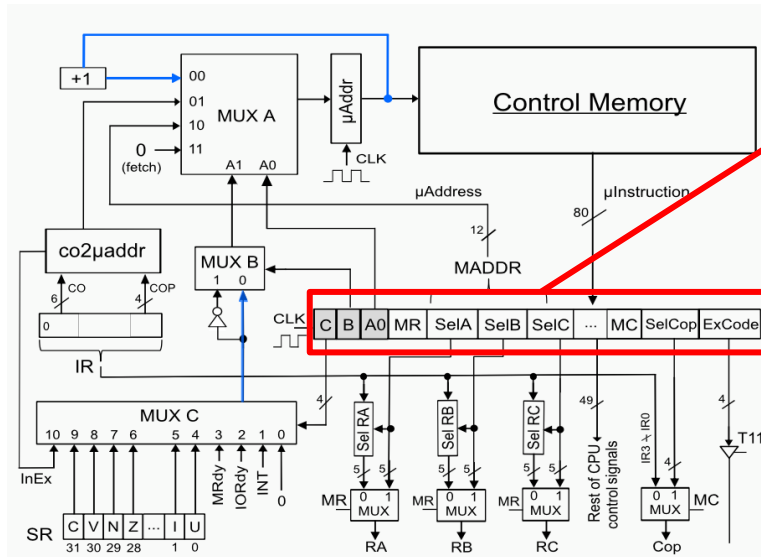 +1
00
01
10
11
MUX A
A1 A0
0
(fetch)
µAddr
CLK
Control Memory
µAddress
12
MADDR
µInstruction
80
co2µaddr
6 CO
4 COP
0
IR
MUX B
1 0
CLK
C B A0 MR SelA SelB SelC ... MC SelCop ExCode
4
MUX C
10 9 8 7 6 5 4 3 2 1 0
InEx
MRdy
IORdy
INT
0
SR
C V N Z ... I U
31 30 29 28 1 0
Sel RA
5 5
MR
0 1
MUX
RA
Sel RB
5 5
MR
0 1
MUX
RB
Sel RC
5 5
MR
0 1
MUX
RC
49
Rest of CPU
control signals
IR3 - IR0
4
0 1
MUX
MC
Cop
4
T11